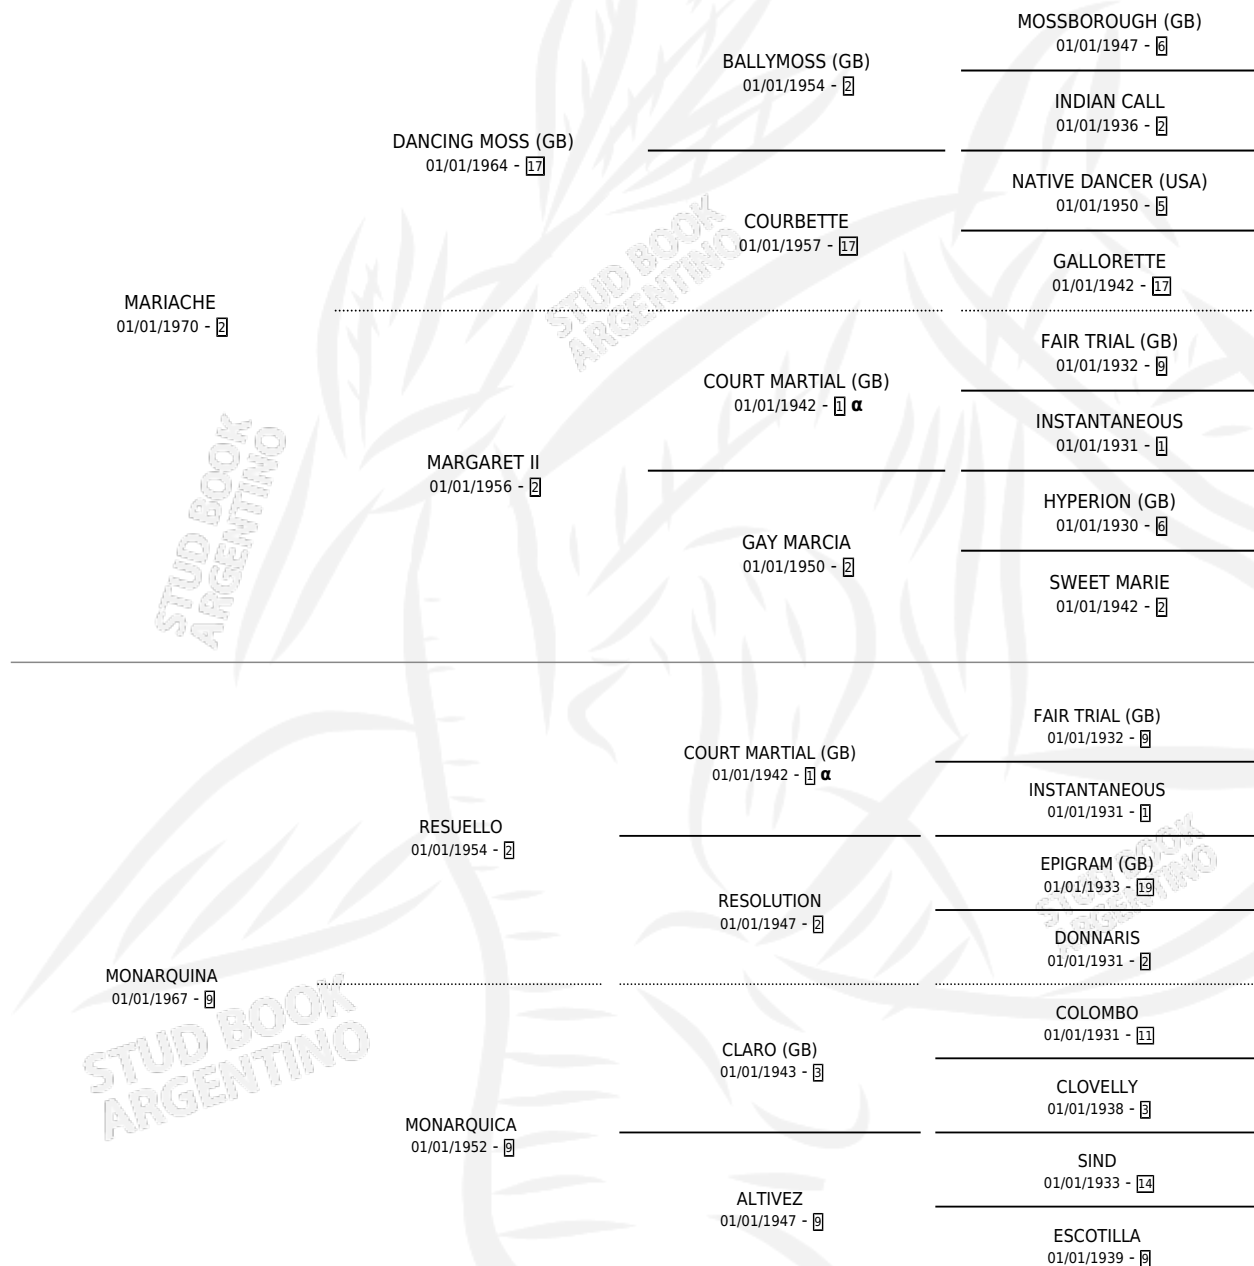 MOSSBOROUGH (GB)
01/01/1947 - 6
BALLYMOSS (GB)
01/01/1954 - 2
INDIAN CALL
01/01/1936 - 2
DANCING MOSS (GB)
01/01/1964 - 17
NATIVE DANCER (USA)
01/01/1950 - 5
COURBETTE
01/01/1957 - 17
GALLORETTE
01/01/1942 - 17
MARIACHE
01/01/1970 - 2
FAIR TRIAL (GB)
01/01/1932 - 9
COURT MARTIAL (GB)
01/01/1942 - 1 α
INSTANTANEOUS
01/01/1931 - 1
MARGARET II
01/01/1956 - 2
HYPERION (GB)
01/01/1930 - 6
GAY MARCIA
01/01/1950 - 2
SWEET MARIE
01/01/1942 - 2
FAIR TRIAL (GB)
01/01/1932 - 9
COURT MARTIAL (GB)
01/01/1942 - 1 α
INSTANTANEOUS
01/01/1931 - 1
RESUELLO
01/01/1954 - 2
EPIGRAM (GB)
01/01/1933 - 19
RESOLUTION
01/01/1947 - 2
DONNARIS
01/01/1931 - 2
MONARQUINA
01/01/1967 - 9
COLOMBO
01/01/1931 - 11
CLARO (GB)
01/01/1943 - 3
CLOVELLY
01/01/1938 - 3
MONARQUICA
01/01/1952 - 9
SIND
01/01/1933 - 14
ALTIVEZ
01/01/1947 - 9
ESCOTILLA
01/01/1939 - 9
STUD BOOK
ARGENTINO
STUD BOOK
ARGENTINO
STUD BOOK
ARGENTINO
STUD BOOK
ARGENTINO